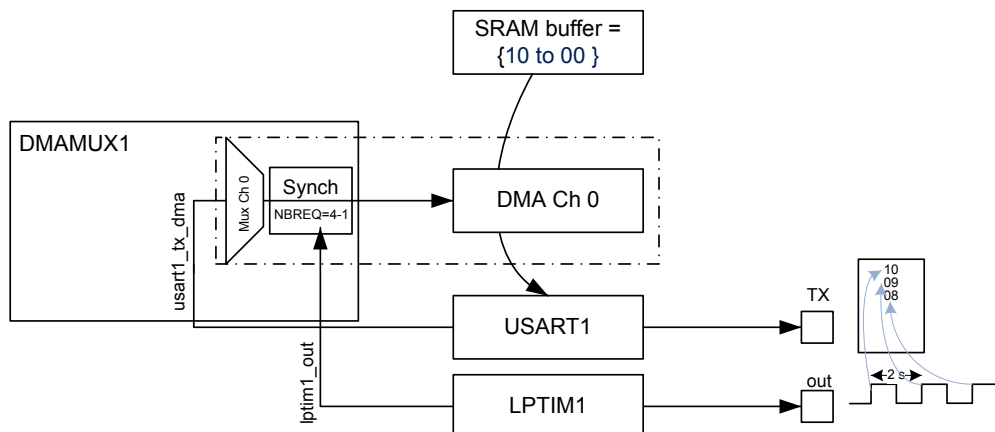 SRAM buffer =
{10 to 00 }
DMAMUX1
Mux Ch 0
Synch
NBREQ=4-1
DMA Ch 0
usart1_tx_dma
lptim1_out
USART1
TX
10
09
08
LPTIM1
out
2 s